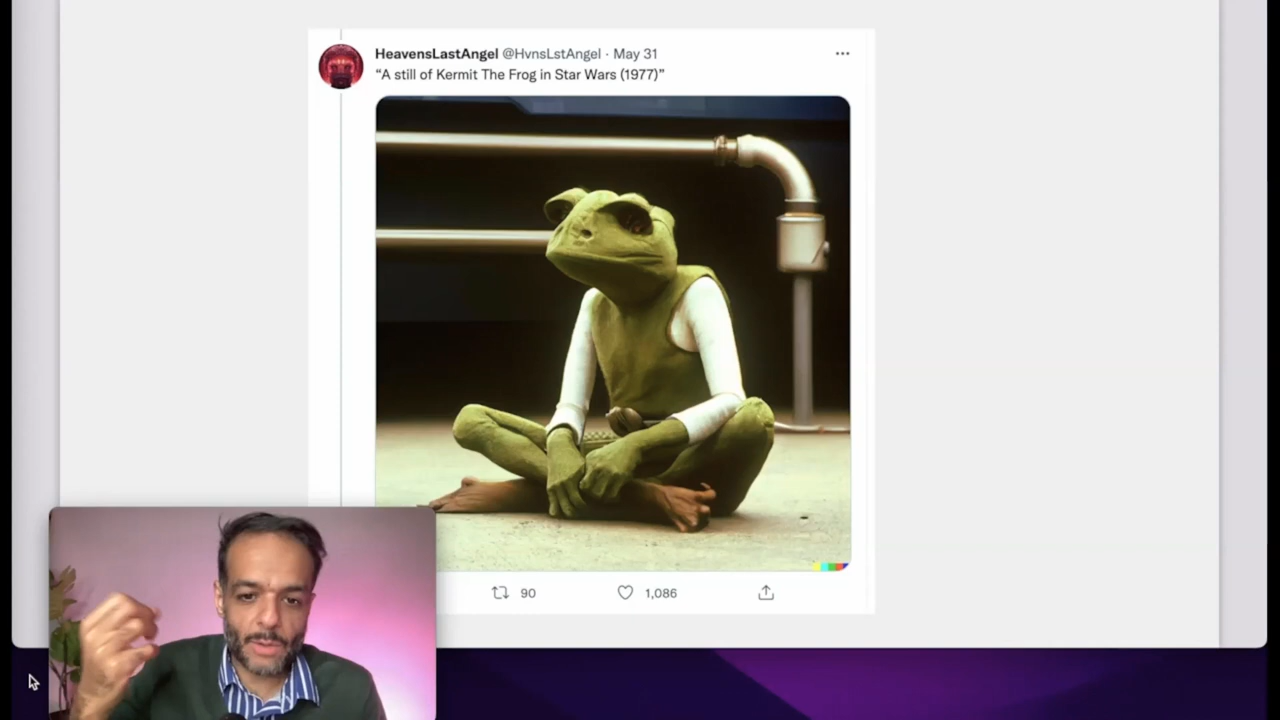 HeavensLastAngel @HvnsLstAngel · May 31
“A still of Kermit The Frog in Star Wars (1977)”
90
1,086